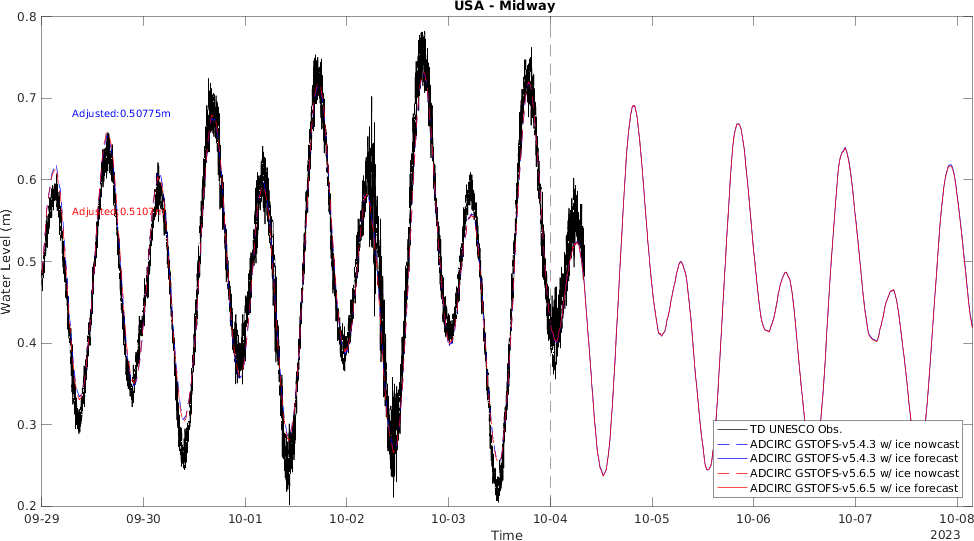 USA - Midway
0.8
0.7
0.6
0.5
0.4
0.3
0.2
Water Level (m)
Adjusted:0.50775m
Adjusted:0.5107
TD UNESCO Obs.
ADCIRC GSTOFS-v5.4.3 w/ ice nowcast
ADCIRC GSTOFS-v5.4.3 w/ ice forecast
ADCIRC GSTOFS-v5.6.5 w/ ice nowcast
ADCIRC GSTOFS-v5.6.5 w/ ice forecast
09-29 09-30 10-01 10-02 10-03 10-04 10-05 10-06 10-07 10-08
Time
2023